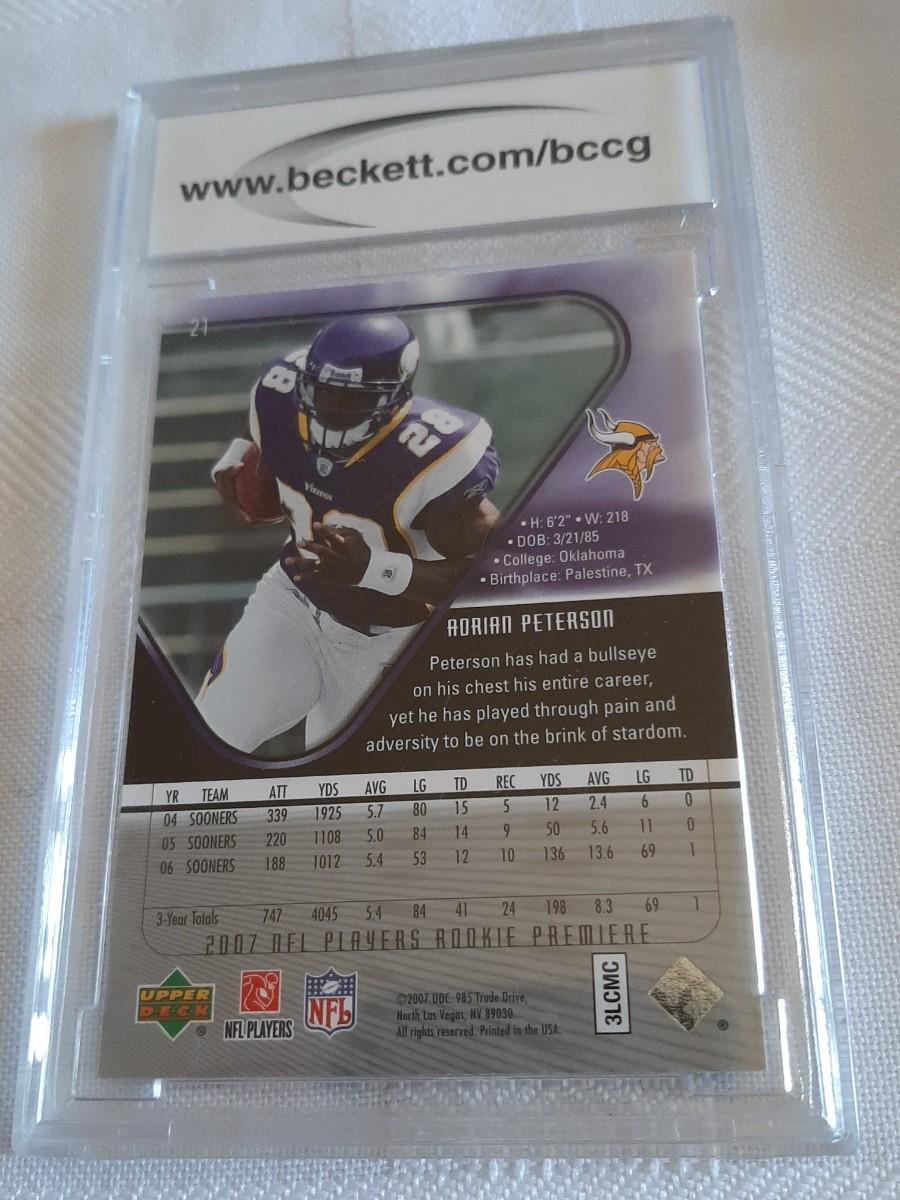 www.beckett.com/bccg
21
28
28
Riddell
VIKINGS
28
• H: 6'2" • W: 218
• DOB: 3/21/85
• College: Oklahoma
• Birthplace: Palestine, TX
ADRIAN PETERSON
Peterson has had a bullseye
on his chest his entire career,
yet he has played through pain and
adversity to be on the brink of stardom.
YR TEAM ATT YDS AVG LG TD REC YDS AVG LG TD
04 SOONERS 339 1925 5.7 80 15 5 12 2.4 6 0
05 SOONERS 220 1108 5.0 84 14 9 50 5.6 11 0
06 SOONERS 188 1012 5.4 53 12 10 136 13.6 69 1
3-Year Totals 747 4045 5.4 84 41 24 198 8.3 69 1
2007 NFL PLAYERS ROOKIE PREMIERE
UPPER
DECK
®
NFL PLAYERS
NFL
©2007 UDC. 985 Trade Drive,
North Las Vegas, NV 89030.
All rights reserved. Printed in the USA.
3LCMC
®